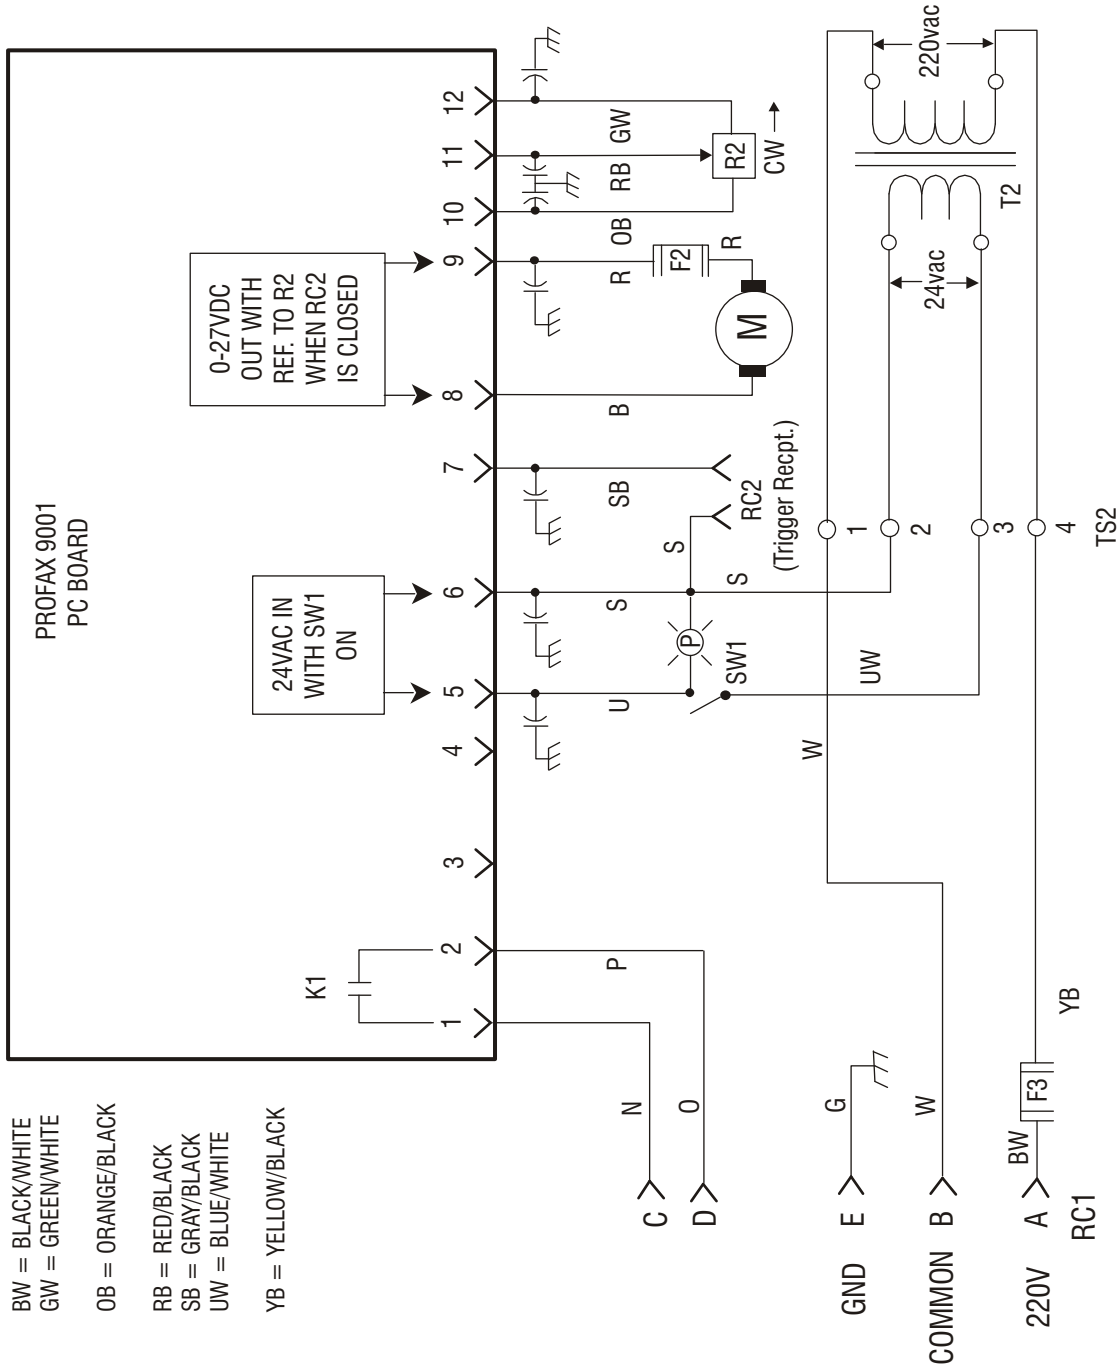 BW = BLACK/WHITE
GW = GREEN/WHITE
OB = ORANGE/BLACK
RB = RED/BLACK
SB = GRAY/BLACK
UW = BLUE/WHITE
YB = YELLOW/BLACK
PROFAX 9001
PC BOARD
K1
24VAC IN
WITH SW1
ON
0-27VDC
OUT WITH
REF. TO R2
WHEN RC2
IS CLOSED
1
2
3
4
5
6
7
8
9
10
11
12
N
P
O
U
S
S
S
SB
B
R
R
OB
RB
GW
F2
M
R2
CW
P
SW1
RC2
(Trigger Recpt.)
C
D
G
GND E
W
W
COMMON B
UW
BW
F3
YB
220V A
RC1
1
2
3
4
TS2
24vac
T2
220vac